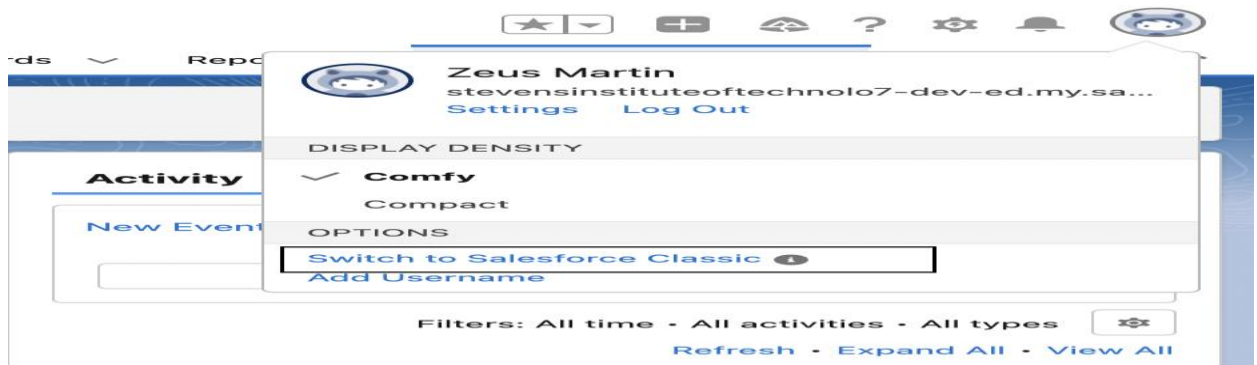 rds Repo
Zeus Martin
stevensinstituteoftechnolo7-dev-ed.my.sa...
Settings Log Out
DISPLAY DENSITY
Activity
Comfy
Compact
New Event
OPTIONS
Switch to Salesforce Classic
Add Username
Filters: All time • All activities • All types
Refresh • Expand All • View All